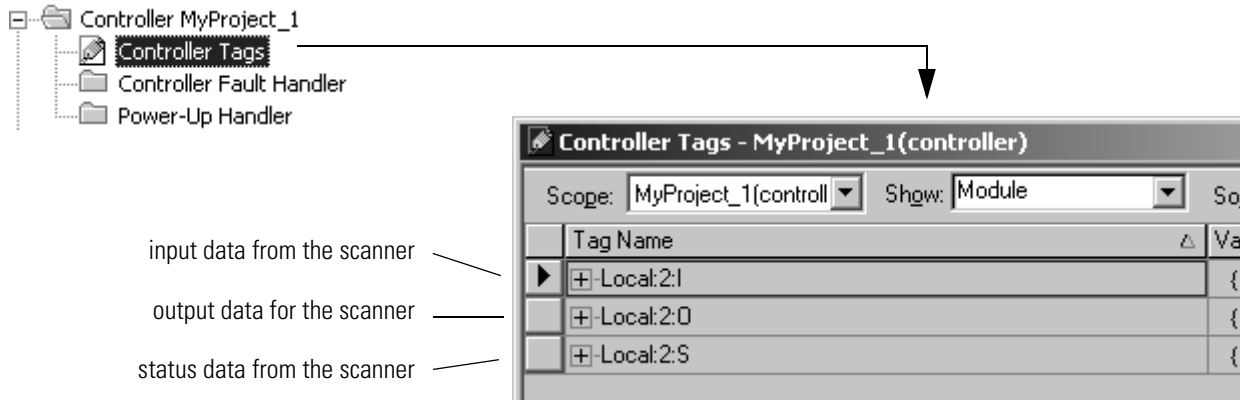 Controller MyProject_1
Controller Tags
Controller Fault Handler
Power-Up Handler
Controller Tags - MyProject_1(controller)
Scope: MyProject_1(controll Show: Module So
Tag Name Va
input data from the scanner
Local:2:I {
output data for the scanner
Local:2:O {
status data from the scanner
Local:2:S {